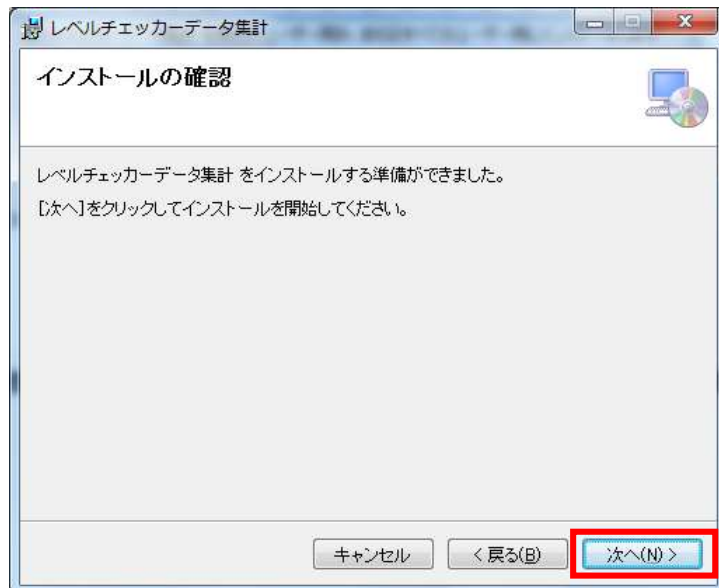 レベルチェッカーデータ集計
インストールの確認
レベルチェッカーデータ集計 をインストールする準備ができました。
[次へ]をクリックしてインストールを開始してください。
キャンセル
< 戻る(B)
次へ(N) >